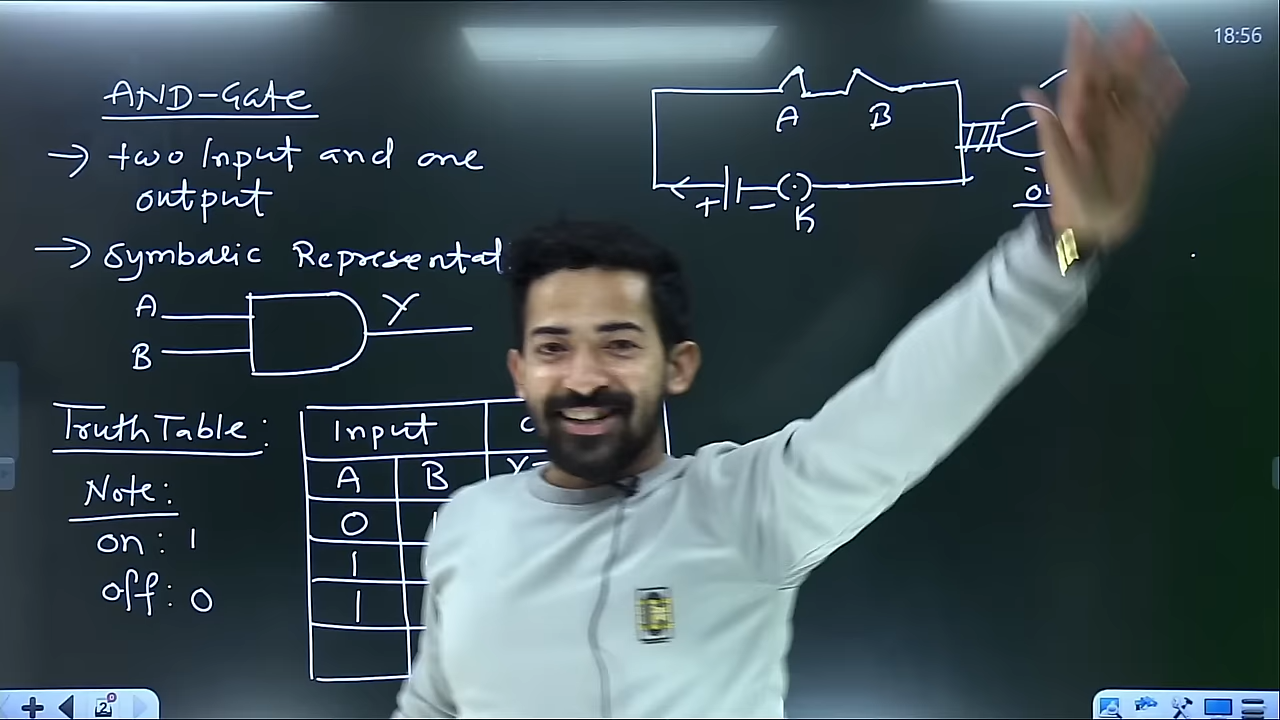 18:56
AND-Gate
→ two Input and one
output
→ Symbolic
A
B
Y
Truth Table:
Note:
on: 1
off: 0
Input
A B
0
1
1
A B
+ -
K
2